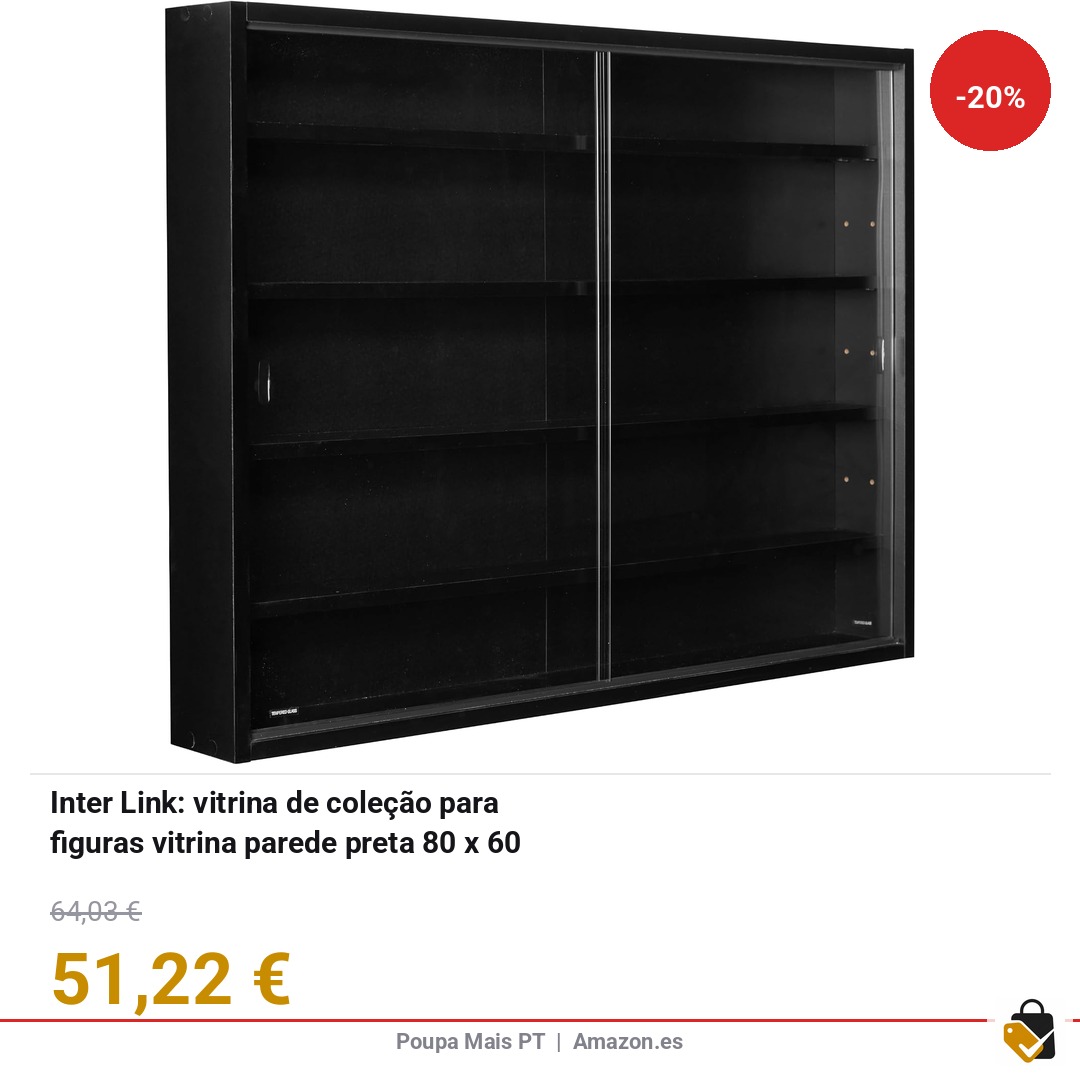 -20%
Inter Link: vitrina de coleção para
figuras vitrina parede preta 80 x 60
64,03 €
51,22 €
Poupa Mais PT | Amazon.es